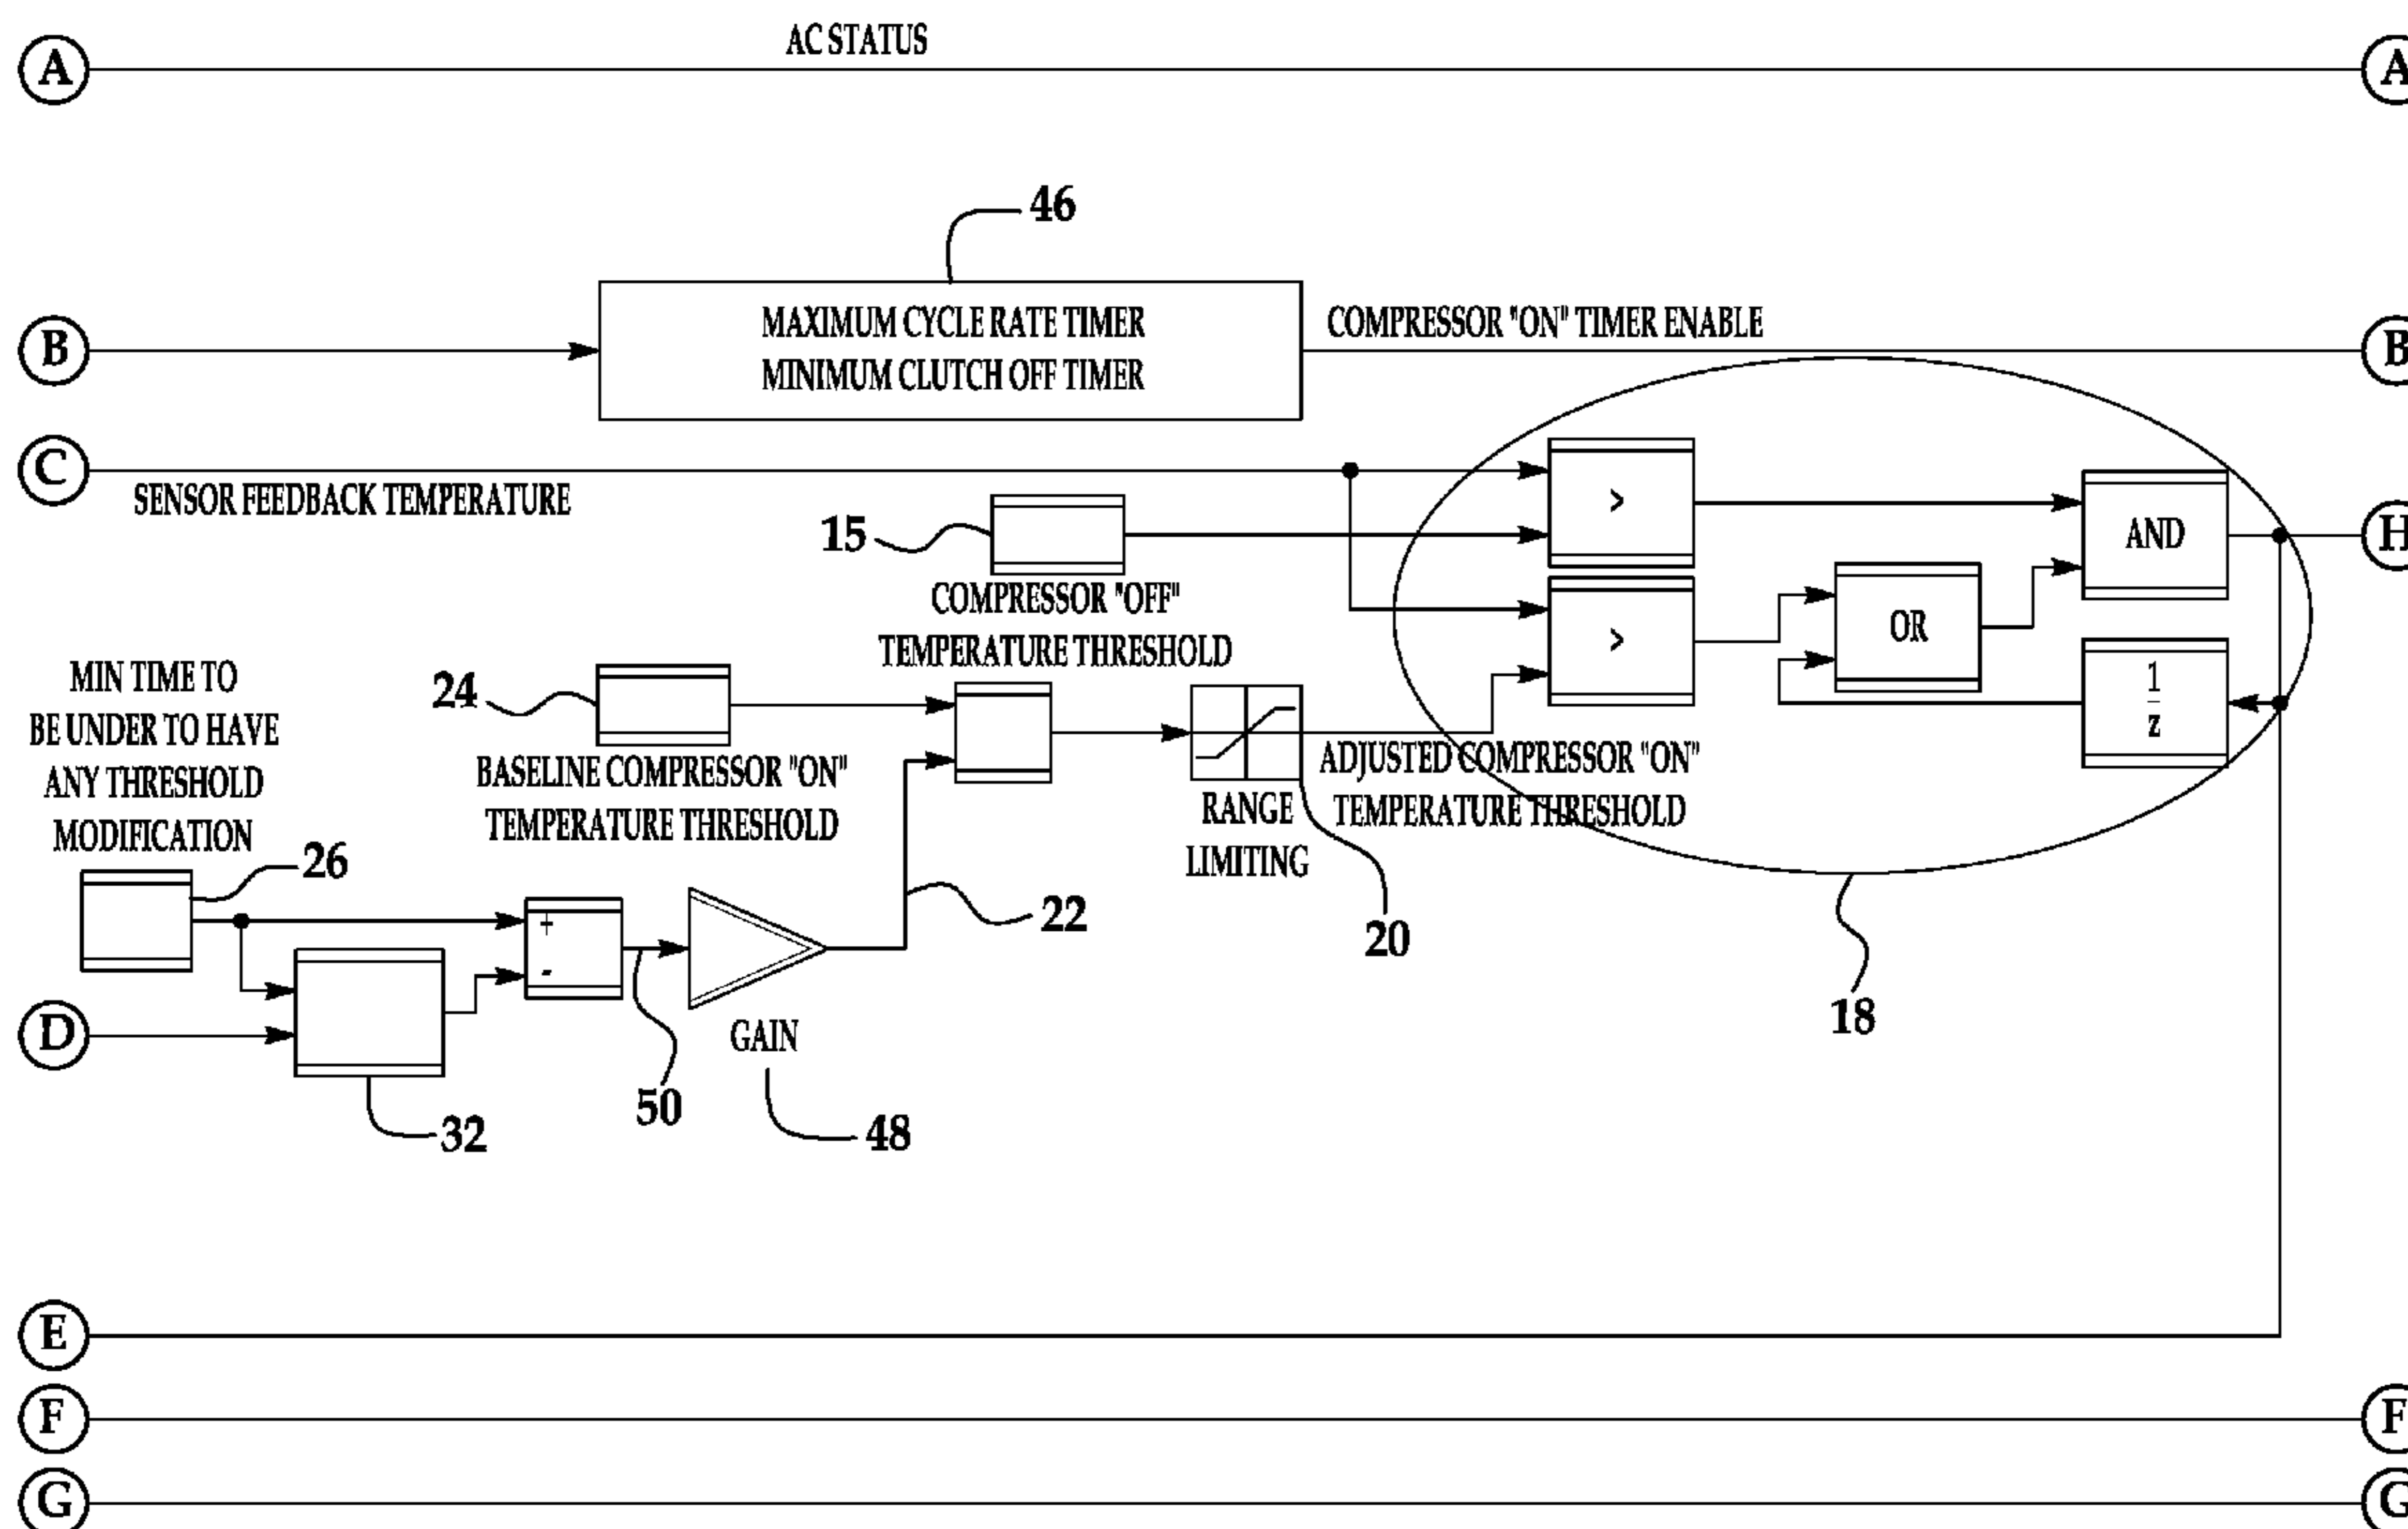 AC STATUS
A
A
46
MAXIMUM CYCLE RATE TIMER
MINIMUM CLUTCH OFF TIMER
COMPRESSOR "ON" TIMER ENABLE
B
B
C
SENSOR FEEDBACK TEMPERATURE
15
COMPRESSOR "OFF"
TEMPERATURE THRESHOLD
>
>
OR
AND
H
1
z
MIN TIME TO
BE UNDER TO HAVE
ANY THRESHOLD
MODIFICATION
24
BASELINE COMPRESSOR "ON"
TEMPERATURE THRESHOLD
RANGE
LIMITING
ADJUSTED COMPRESSOR "ON"
TEMPERATURE THRESHOLD
26
+
-
22
20
18
D
GAIN
50
32
48
E
F
F
G
G